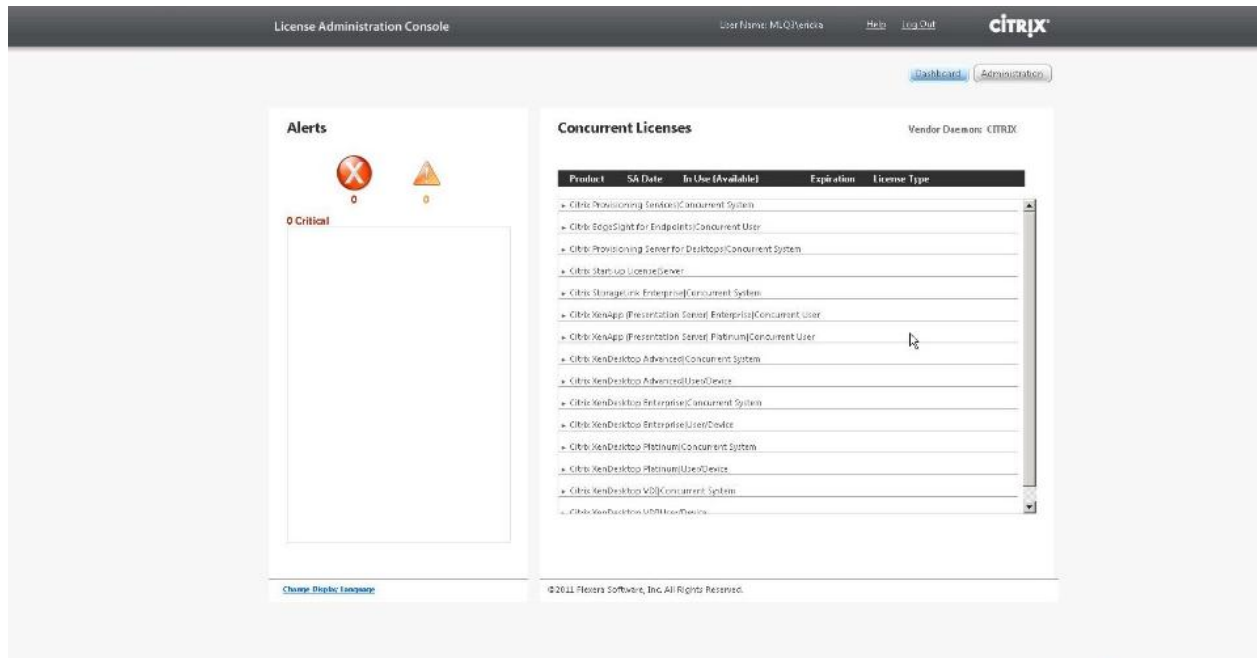 License Administration Console
User Name: MLQ3\ericka
Help
Log Out
CITRIX
Dashboard
Administration
Alerts
0
0
0 Critical
Concurrent Licenses
Vendor Daemon: CITRIX
Product SA Date In Use (Available) Expiration License Type
Citrix Provisioning Services|Concurrent System
Citrix EdgeSight for Endpoints|Concurrent User
Citrix Provisioning Server for Desktops|Concurrent System
Citrix Start-up License|Server
Citrix StorageLink Enterprise|Concurrent System
Citrix XenApp (Presentation Server) Enterprise|Concurrent User
Citrix XenApp (Presentation Server) Platinum|Concurrent User
Citrix XenDesktop Advanced|Concurrent System
Citrix XenDesktop Advanced|User/Device
Citrix XenDesktop Enterprise|Concurrent System
Citrix XenDesktop Enterprise|User/Device
Citrix XenDesktop Platinum|Concurrent System
Citrix XenDesktop Platinum|User/Device
Citrix XenDesktop VDI|Concurrent System
Citrix XenDesktop VDI|User/Device
Change Display Language
©2011 Flexera Software, Inc. All Rights Reserved.